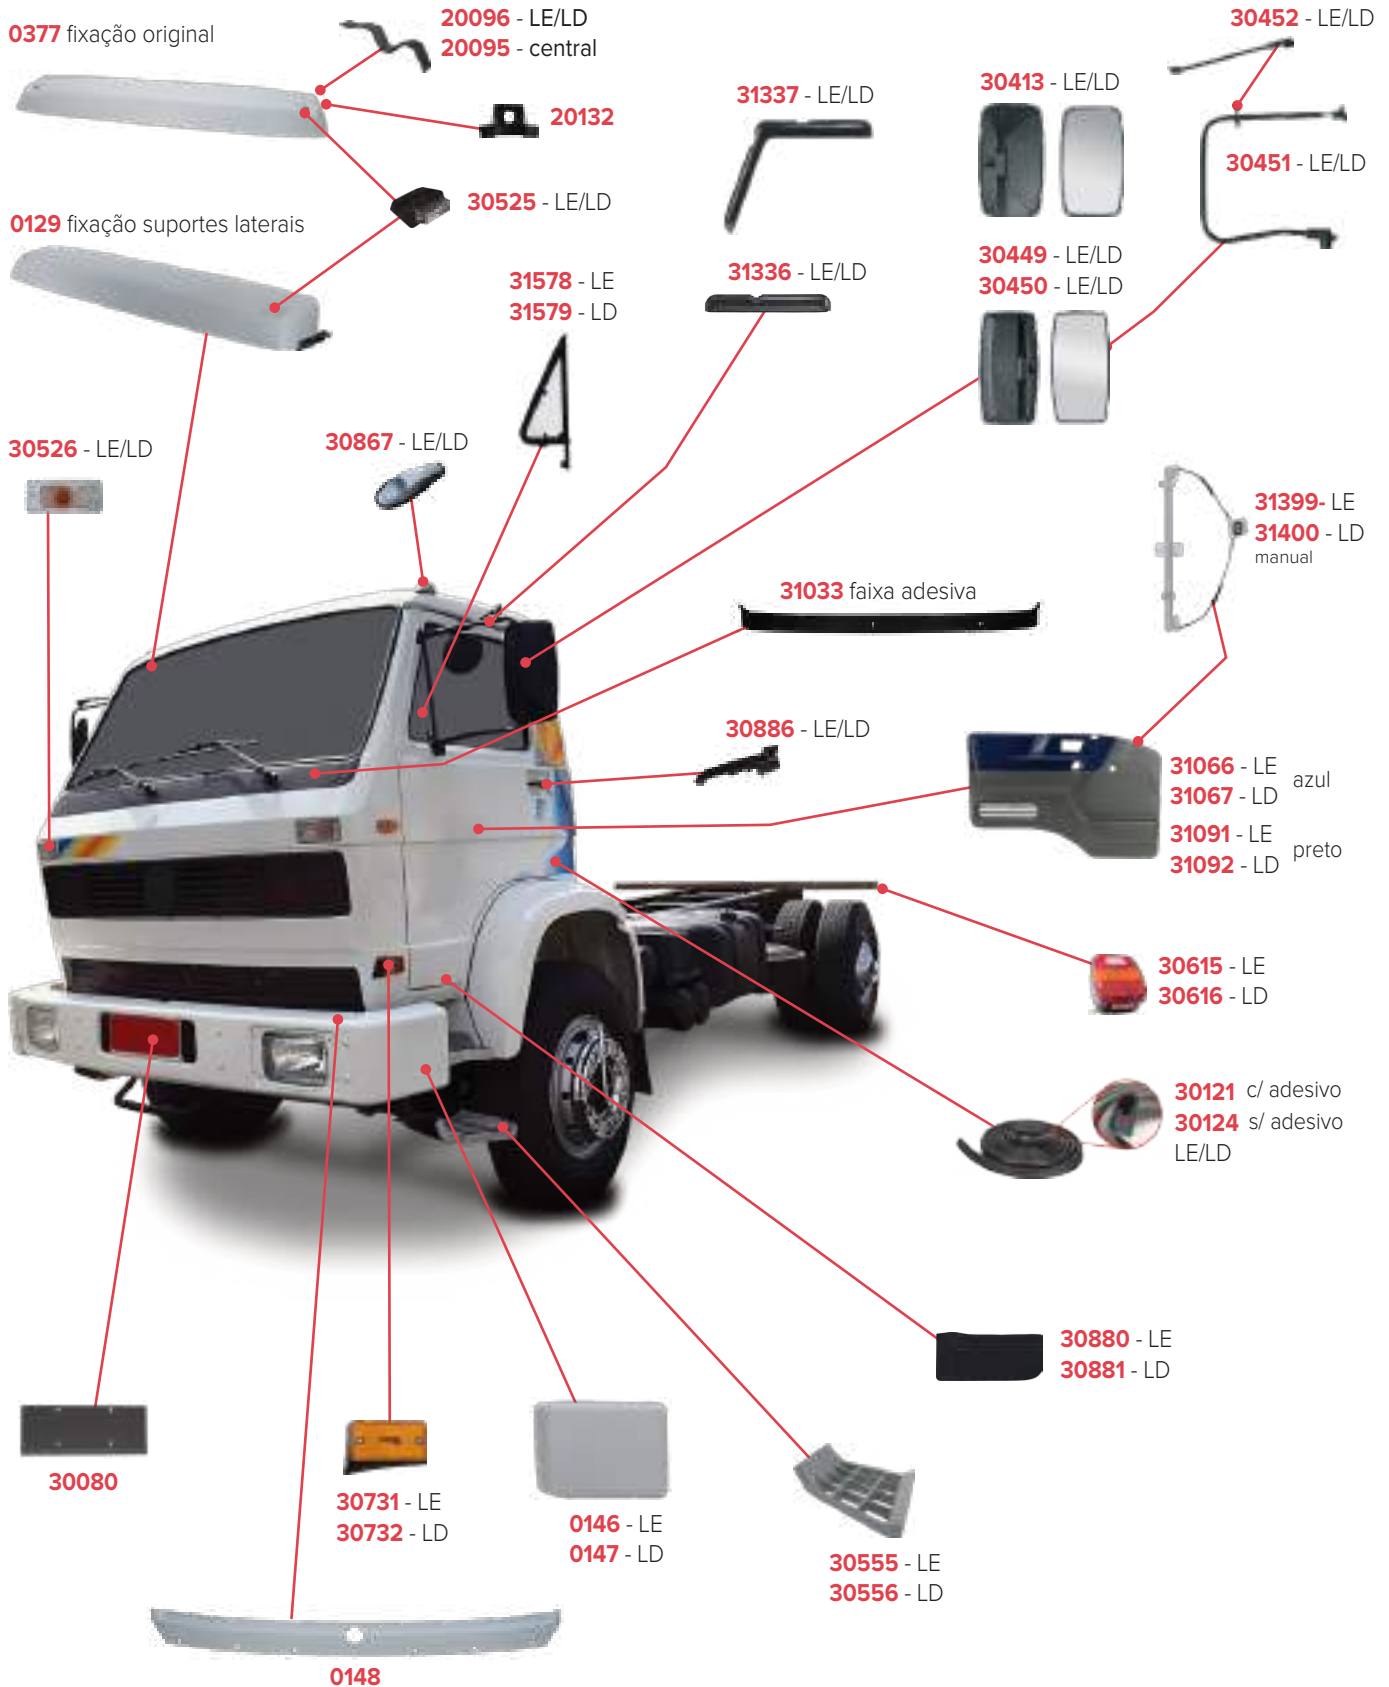 0377 fixação original
20096 - LE/LD
20095 - central
20132
30525 - LE/LD
0129 fixação suportes laterais
31337 - LE/LD
30413 - LE/LD
30452 - LE/LD
30451 - LE/LD
30449 - LE/LD
30450 - LE/LD
31336 - LE/LD
31578 - LE
31579 - LD
30526 - LE/LD
30867 - LE/LD
31399- LE
31400 - LD
manual
31033 faixa adesiva
30886 - LE/LD
31066 - LE
31067 - LD
azul
31091 - LE
31092 - LD
preto
30615 - LE
30616 - LD
30121 c/ adesivo
30124 s/ adesivo
LE/LD
30880 - LE
30881 - LD
30080
30731 - LE
30732 - LD
0146 - LE
0147 - LD
30555 - LE
30556 - LD
0148